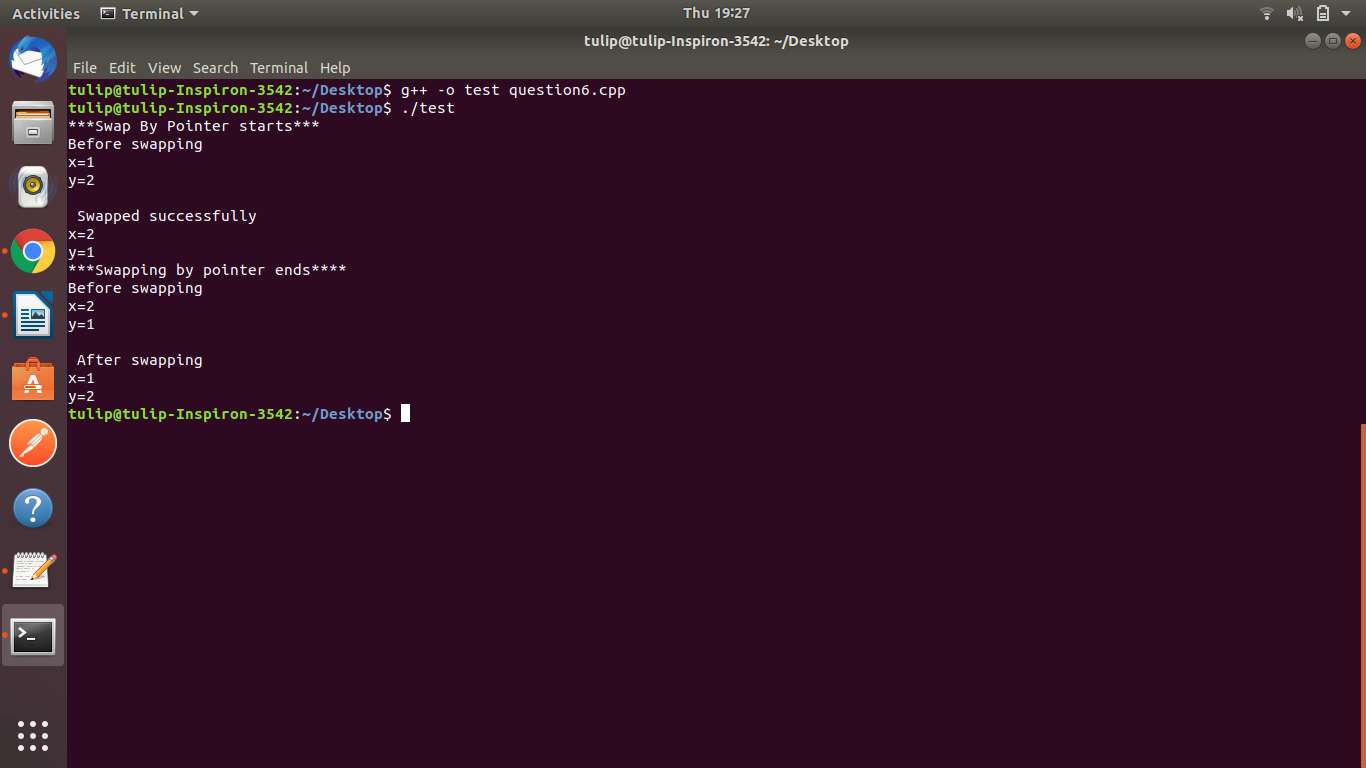 Activities Terminal Thu 19:27
tulip@tulip-Inspiron-3542: ~/Desktop
File Edit View Search Terminal Help
tulip@tulip-Inspiron-3542:~/Desktop$ g++ -o test question6.cpp
tulip@tulip-Inspiron-3542:~/Desktop$ ./test
***Swap By Pointer starts***
Before swapping
x=1
y=2

 Swapped successfully
x=2
y=1
***Swapping by pointer ends****
Before swapping
x=2
y=1

 After swapping
x=1
y=2
tulip@tulip-Inspiron-3542:~/Desktop$